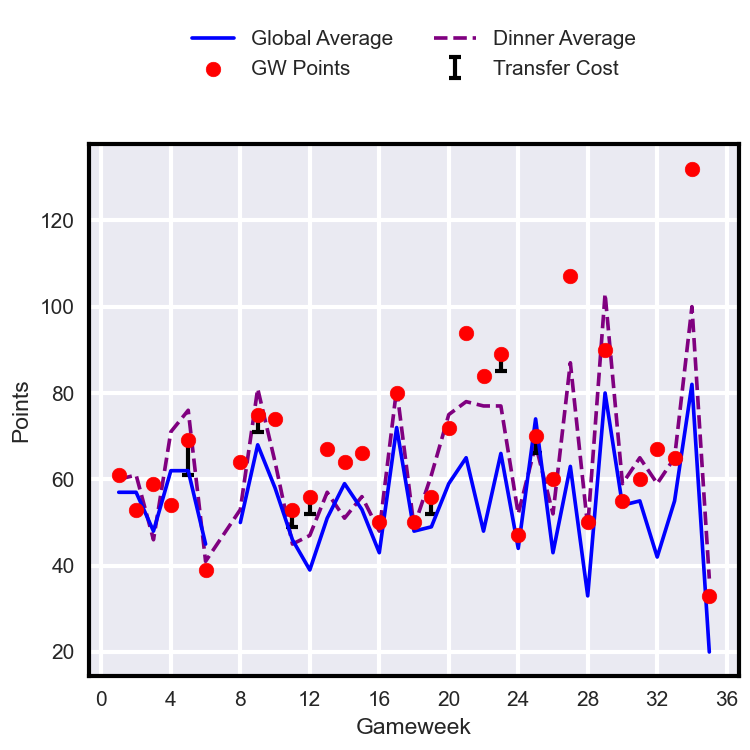 Global Average
GW Points
Dinner Average
Transfer Cost
120
100
80
60
40
20
Points
0 4 8 12 16 20 24 28 32 36
Gameweek